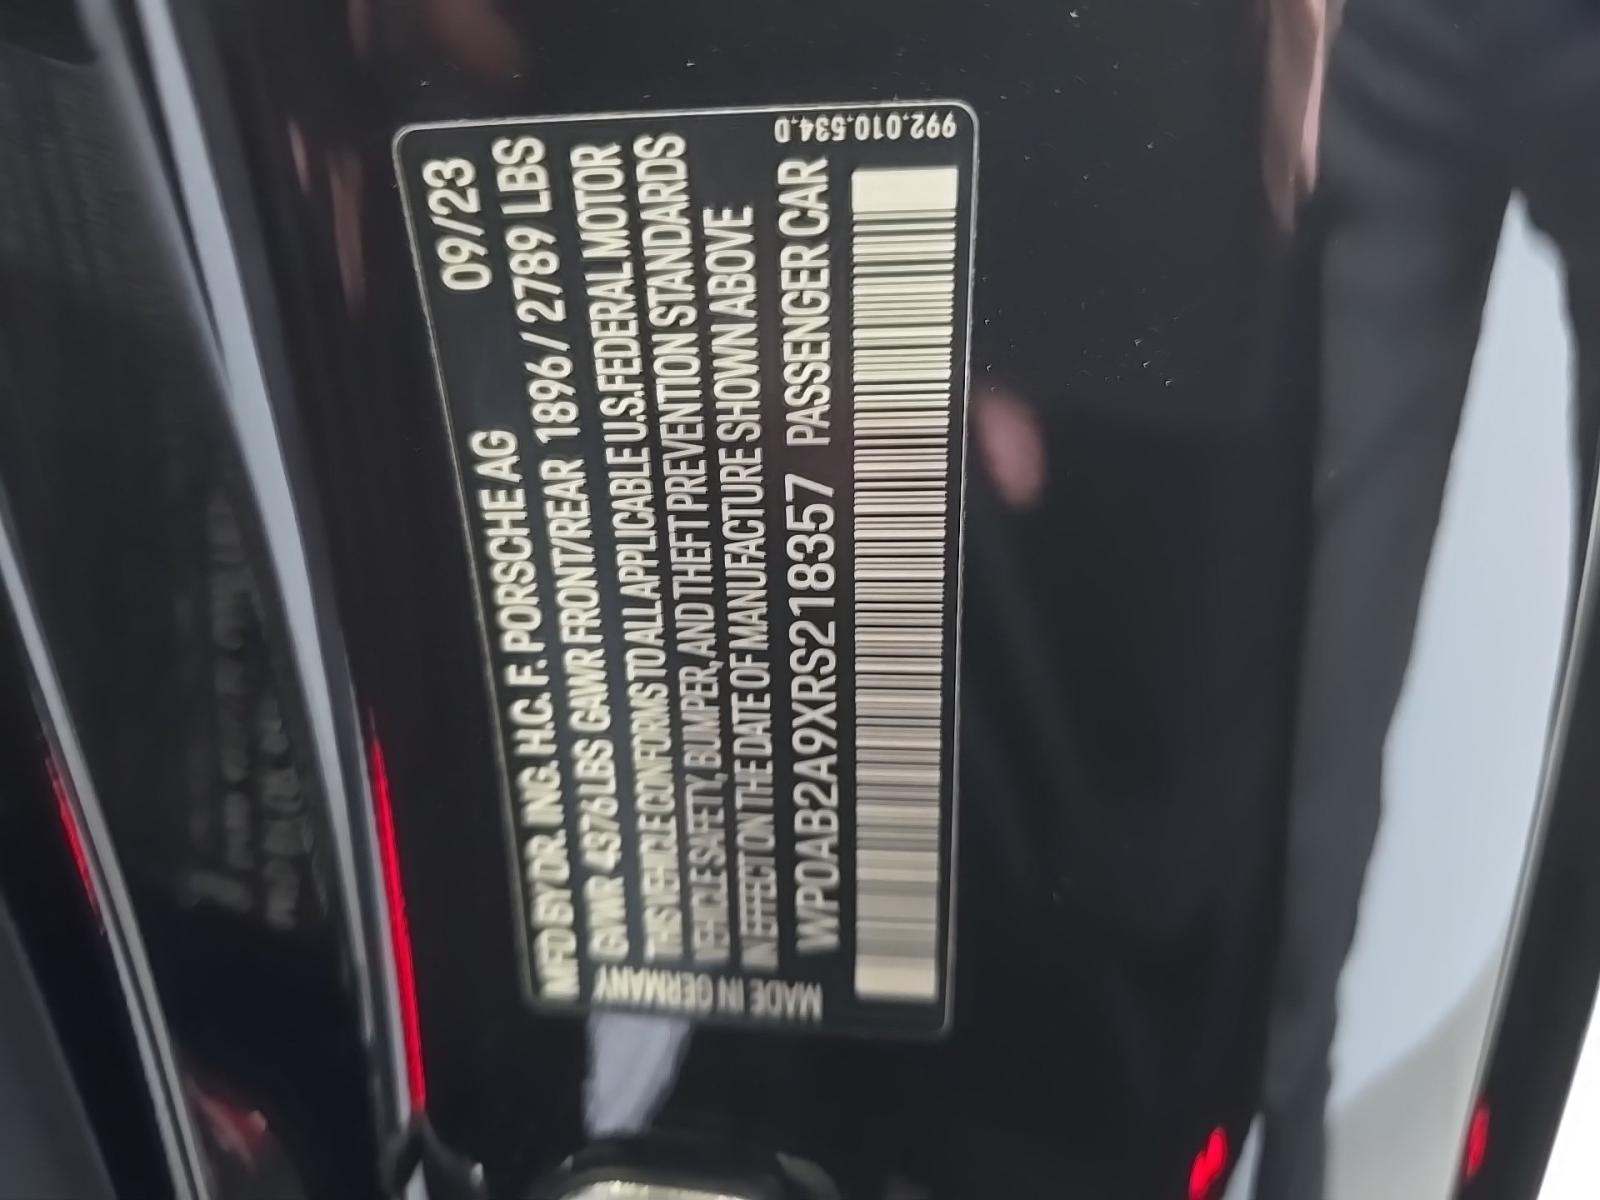 MFD BY DR. ING. H.C. F. PORSCHE AG 09/23
GVWR 4376 LBS GAWR FRONT/REAR 1896/2789 LBS
THIS VEHICLE CONFORMS TO ALL APPLICABLE U.S. FEDERAL MOTOR
VEHICLE SAFETY, BUMPER, AND THEFT PREVENTION STANDARDS
IN EFFECT ON THE DATE OF MANUFACTURE SHOWN ABOVE
WP0AB2A9XRS218357 PASSENGER CAR
MADE IN GERMANY
992.010.534.D